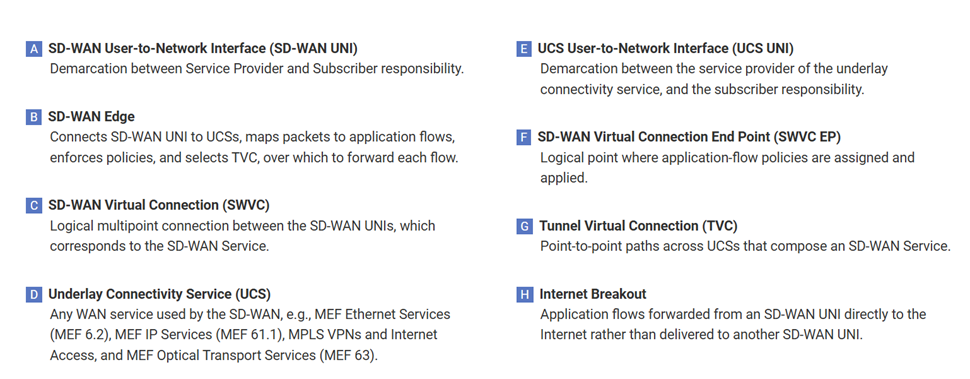 A SD-WAN User-to-Network Interface (SD-WAN UNI)
Demarcation between Service Provider and Subscriber responsibility.
B SD-WAN Edge
Connects SD-WAN UNI to UCSs, maps packets to application flows,
enforces policies, and selects TVC, over which to forward each flow.
C SD-WAN Virtual Connection (SWVC)
Logical multipoint connection between the SD-WAN UNIs, which
corresponds to the SD-WAN Service.
D Underlay Connectivity Service (UCS)
Any WAN service used by the SD-WAN, e.g., MEF Ethernet Services
(MEF 6.2), MEF IP Services (MEF 61.1), MPLS VPNs and Internet
Access, and MEF Optical Transport Services (MEF 63).
E UCS User-to-Network Interface (UCS UNI)
Demarcation between the service provider of the underlay
connectivity service, and the subscriber responsibility.
F SD-WAN Virtual Connection End Point (SWVC EP)
Logical point where application-flow policies are assigned and
applied.
G Tunnel Virtual Connection (TVC)
Point-to-point paths across UCSs that compose an SD-WAN Service.
H Internet Breakout
Application flows forwarded from an SD-WAN UNI directly to the
Internet rather than delivered to another SD-WAN UNI.